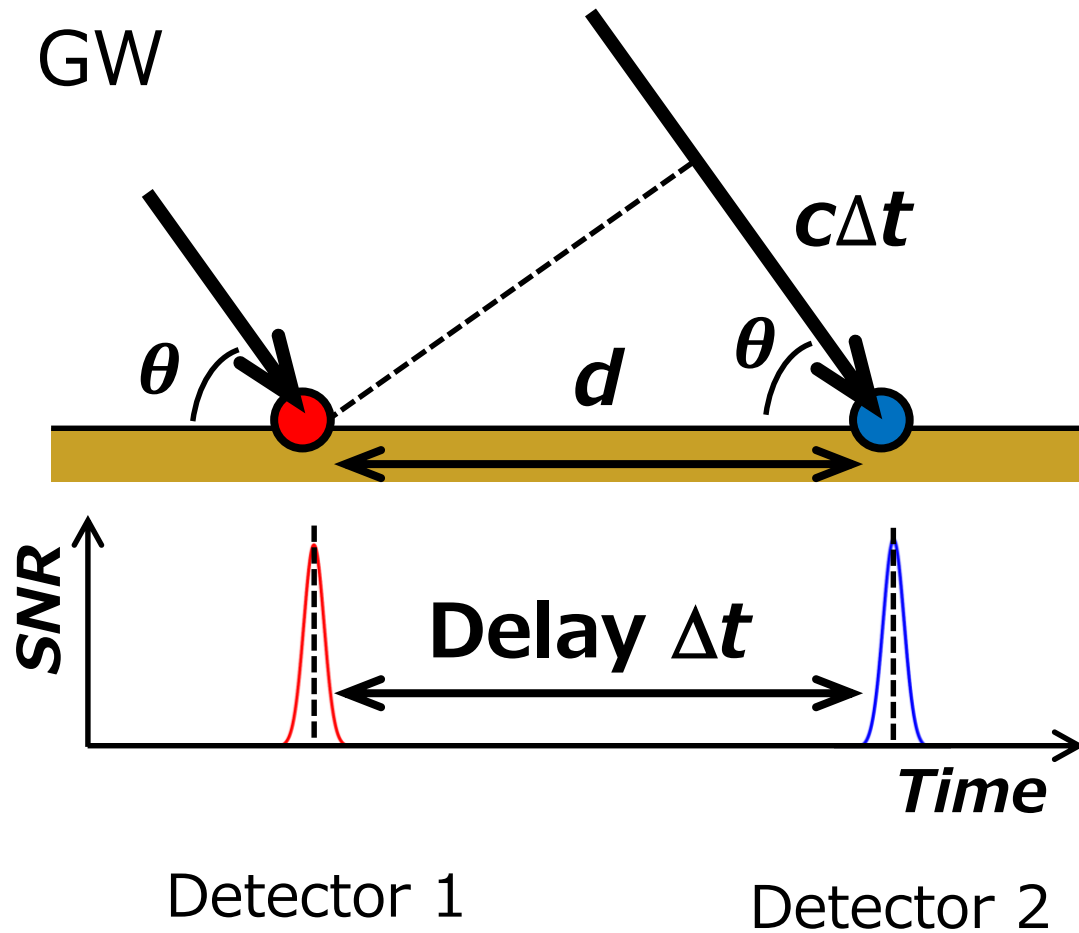 GW
cΔt
θ
θ
d
SNR
Delay Δt
Time
Detector 1
Detector 2